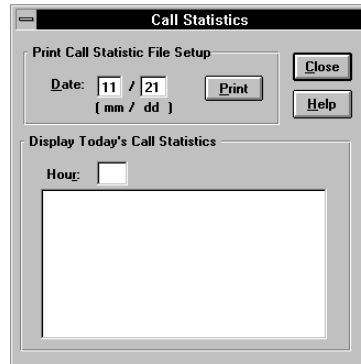 Call Statistics
Print Call Statistic File Setup
Date: 11 / 21
( mm / dd )
Print
Close
Help
Display Today's Call Statistics
Hour: